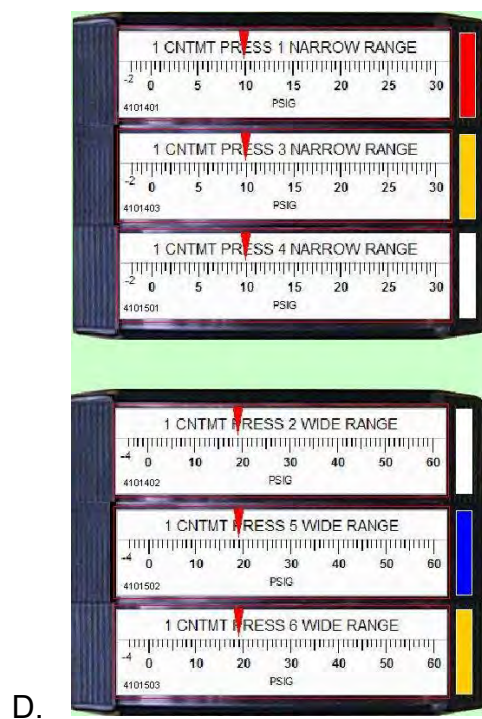 1 CNTMT PRESS 1 NARROW RANGE
-2 0 5 10 15 20 25 30
PSIG
4101401
1 CNTMT PRESS 3 NARROW RANGE
-2 0 5 10 15 20 25 30
PSIG
4101403
1 CNTMT PRESS 4 NARROW RANGE
-2 0 5 10 15 20 25 30
PSIG
4101501
1 CNTMT PRESS 2 WIDE RANGE
-4 0 10 20 30 40 50 60
PSIG
4101402
1 CNTMT PRESS 5 WIDE RANGE
-4 0 10 20 30 40 50 60
PSIG
4101502
1 CNTMT PRESS 6 WIDE RANGE
-4 0 20 30 40 50 60
PSIG
4101503
D.